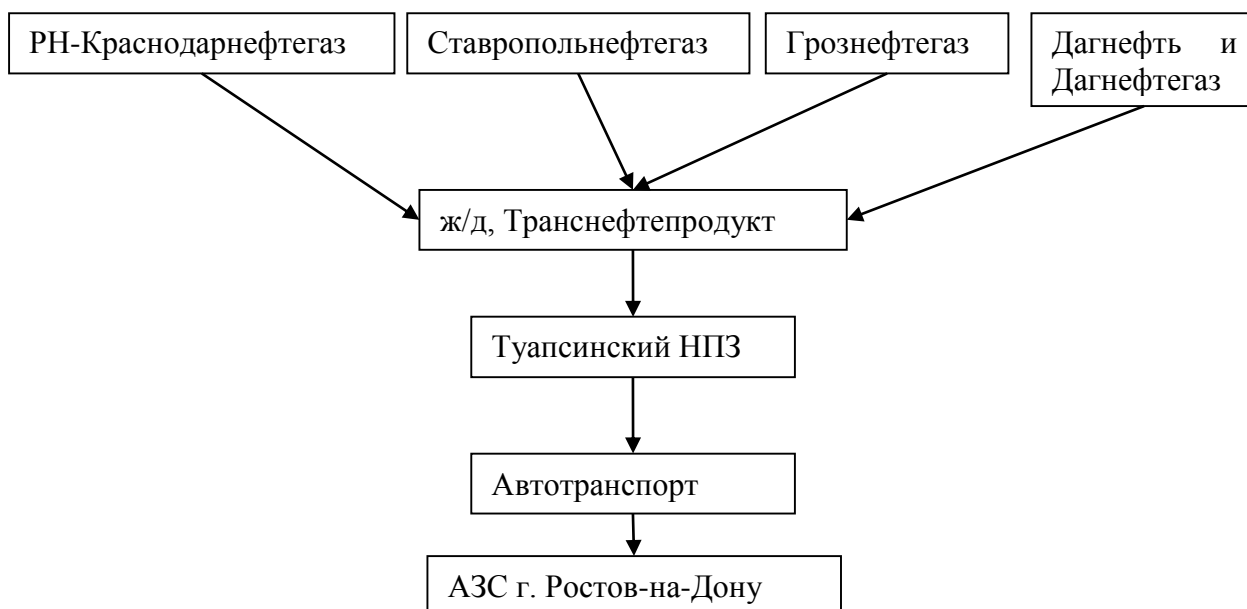 РН-Краснодарнефтегаз
Ставропольнефтегаз
Грознефтегаз
Дагнефть и
Дагнефтегаз
ж/д, Транснефтепродукт
Туапсинский НПЗ
Автотранспорт
АЗС г. Ростов-на-Дону